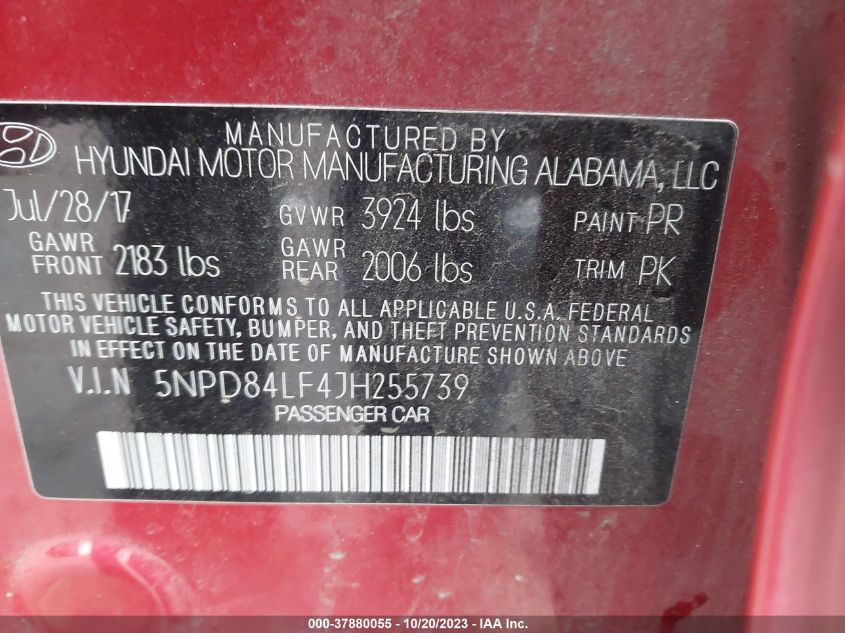 MANUFACTURED BY
HYUNDAI MOTOR MANUFACTURING ALABAMA, LLC
Jul/28/17 GVWR 3924 lbs PAINT PR
GAWR FRONT 2183 lbs GAWR REAR 2006 lbs TRIM PK
THIS VEHICLE CONFORMS TO ALL APPLICABLE U.S.A. FEDERAL
MOTOR VEHICLE SAFETY, BUMPER, AND THEFT PREVENTION STANDARDS
IN EFFECT ON THE DATE OF MANUFACTURE SHOWN ABOVE.
V.I.N 5NPD84LF4JH255739
PASSENGER CAR
000-37880055 - 10/20/2023 - IAA Inc.